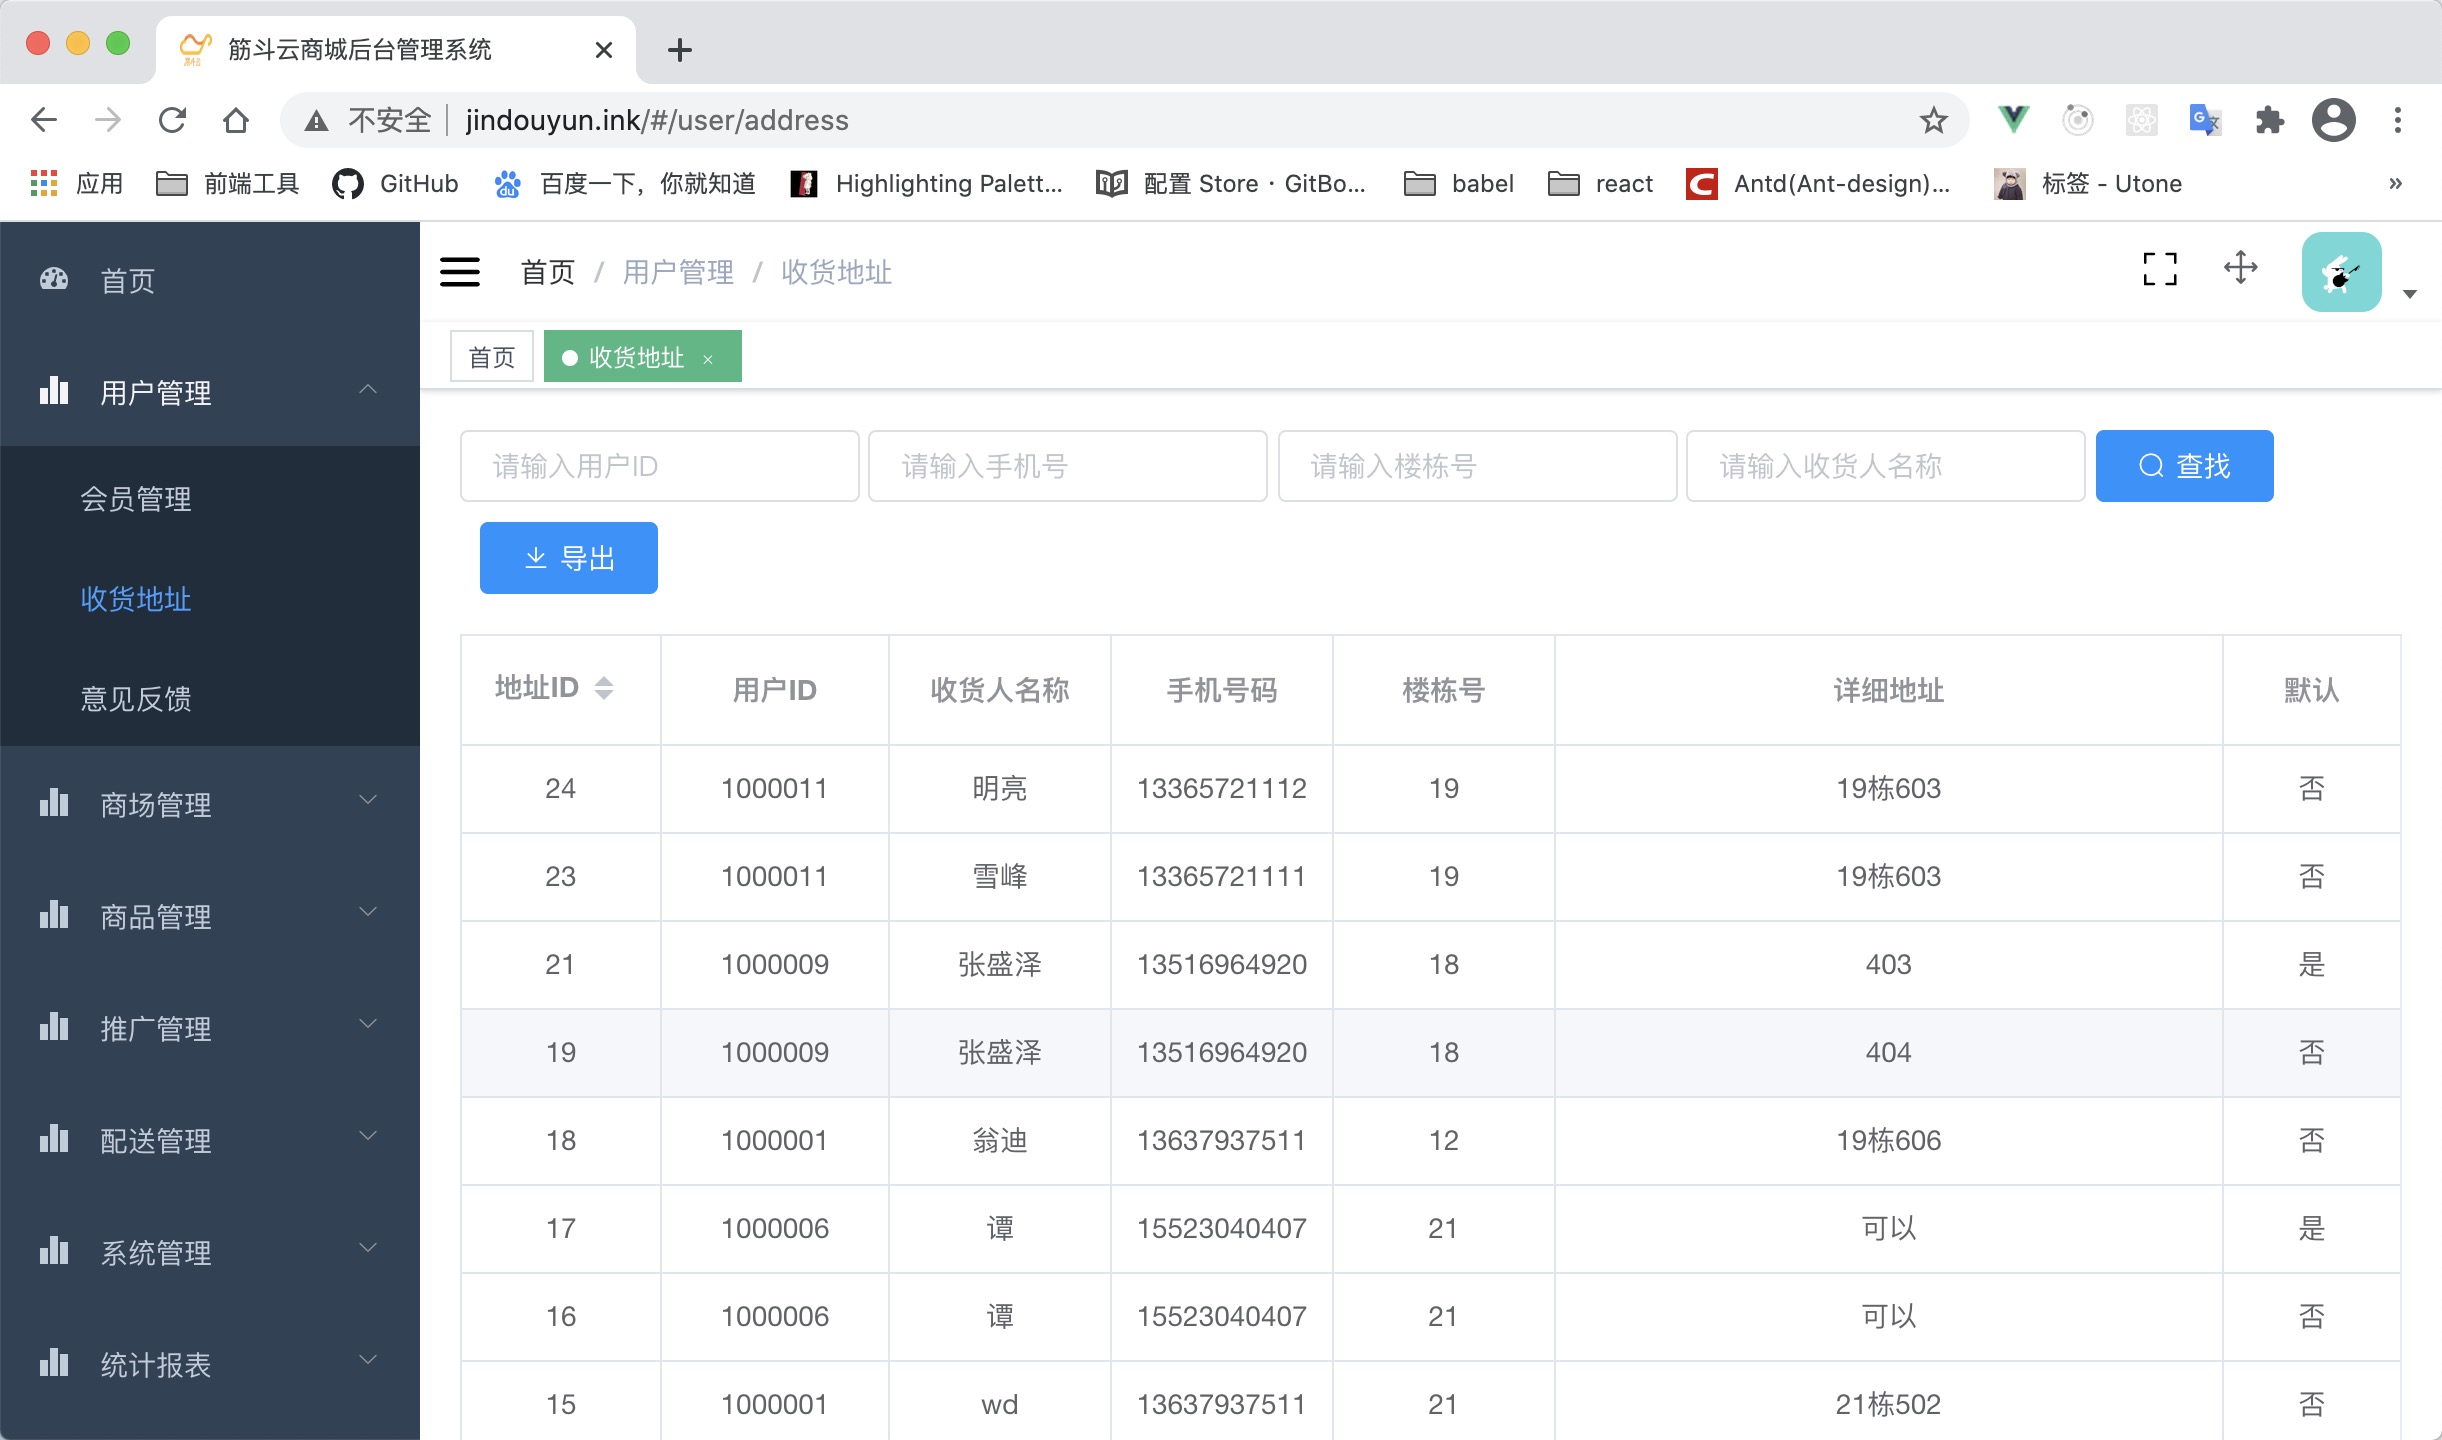 筋斗云商城后台管理系统
不安全 jindouyun.ink/#/user/address
应用 前端工具 GitHub 百度一下，你就知道 Highlighting Palett... 配置 Store · GitBo... babel react Antd(Ant-design)... 标签 - Utone »
首页
用户管理
会员管理
收货地址
意见反馈
商场管理
商品管理
推广管理
配送管理
系统管理
统计报表
首页 / 用户管理 / 收货地址
首页 收货地址 ×
请输入用户ID 请输入手机号 请输入楼栋号 请输入收货人名称 查找
导出
地址ID 用户ID 收货人名称 手机号码 楼栋号 详细地址 默认
24 1000011 明亮 13365721112 19 19栋603 否
23 1000011 雪峰 13365721111 19 19栋603 否
21 1000009 张盛泽 13516964920 18 403 是
19 1000009 张盛泽 13516964920 18 404 否
18 1000001 翁迪 13637937511 12 19栋606 否
17 1000006 谭 15523040407 21 可以 是
16 1000006 谭 15523040407 21 可以 否
15 1000001 wd 13637937511 21 21栋502 否